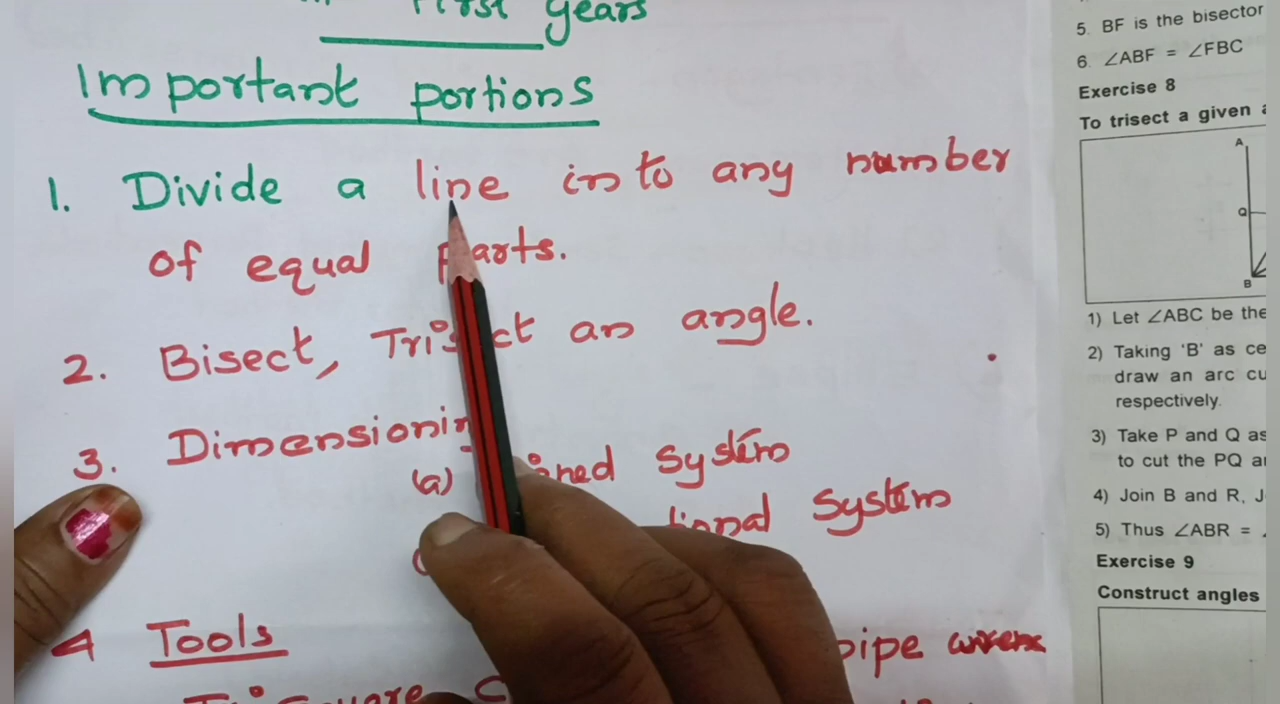 First years
Important portions
1. Divide a line into any number
of equal parts.
2. Bisect, Trisect an angle.
3. Dimensioning
(a) system
system
4 Tools
pipe
5. BF is the bisector
6. ∠ABF = ∠FBC
Exercise 8
To trisect a given
A
Q
B
1) Let ∠ABC be the
2) Taking 'B' as
draw an arc
respectively.
3) Take P and Q as
to cut the PQ
4) Join B and R,
5) Thus ∠ABR =
Exercise 9
Construct angles